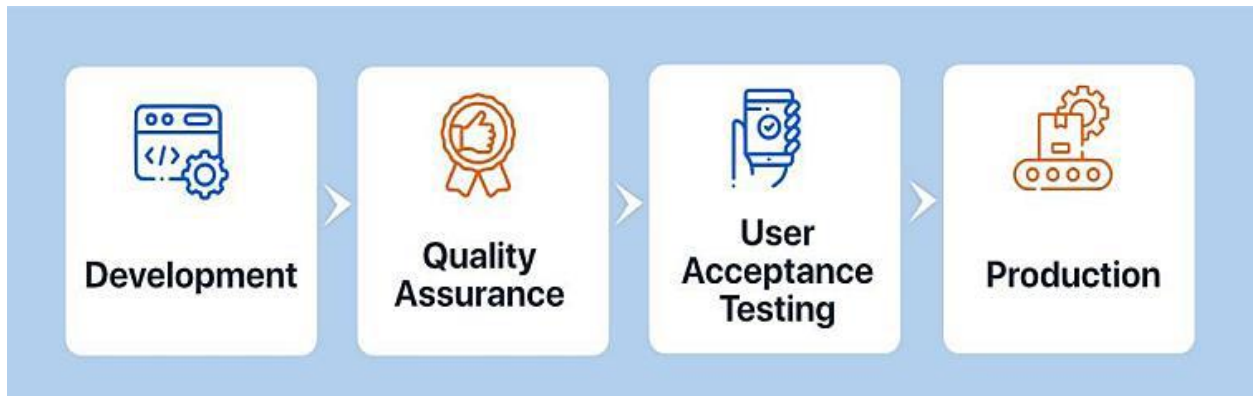 Development
Quality
Assurance
User
Acceptance
Testing
Production